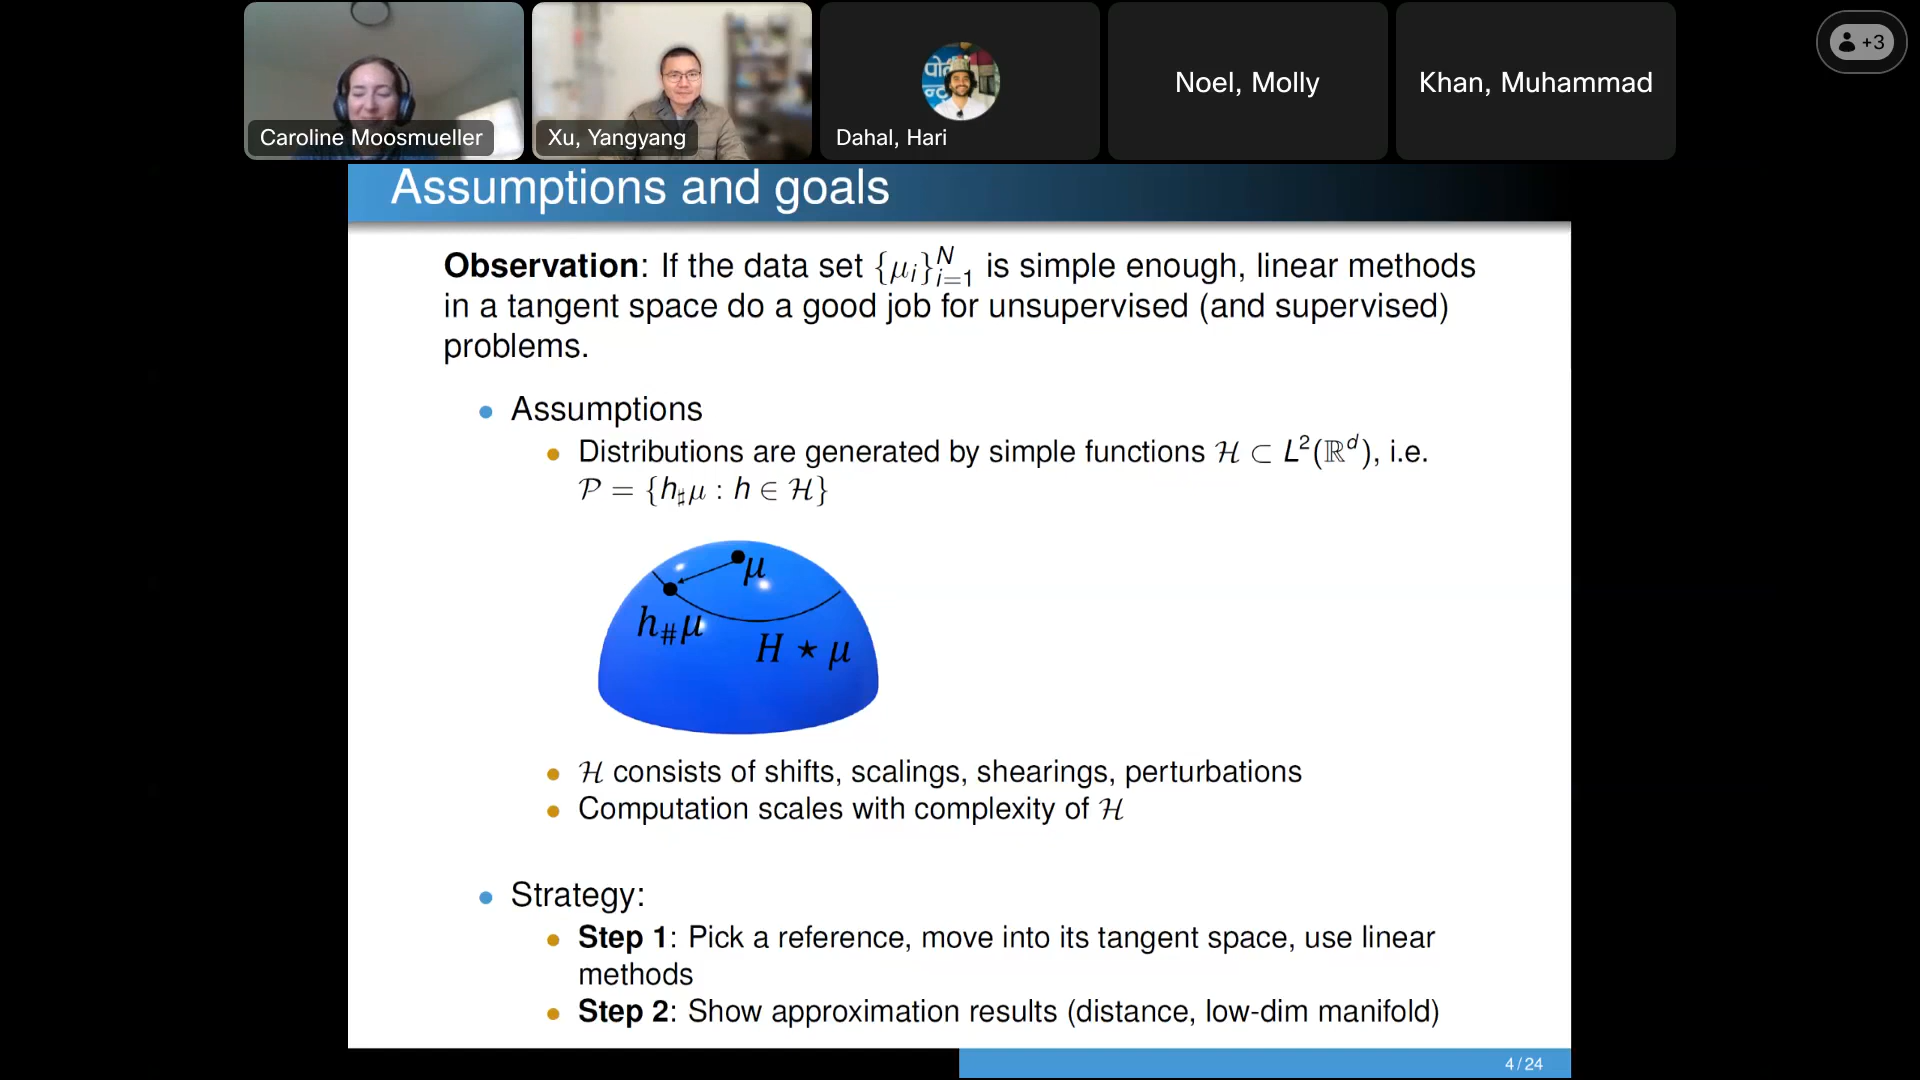 Caroline Moosmueller
Xu, Yangyang
Dahal, Hari
Noel, Molly
Khan, Muhammad
+3
Assumptions and goals
Observation: If the data set {μᵢ}ᵢ₌₁ᴺ is simple enough, linear methods
in a tangent space do a good job for unsupervised (and supervised)
problems.
• Assumptions
• Distributions are generated by simple functions ℋ ⊂ L²(ℝᵈ), i.e.
𝒫 = {h♯μ : h ∈ ℋ}
μ
h#μ
H ⋆ μ
• ℋ consists of shifts, scalings, shearings, perturbations
• Computation scales with complexity of ℋ
• Strategy:
• Step 1: Pick a reference, move into its tangent space, use linear
methods
• Step 2: Show approximation results (distance, low-dim manifold)
4/24